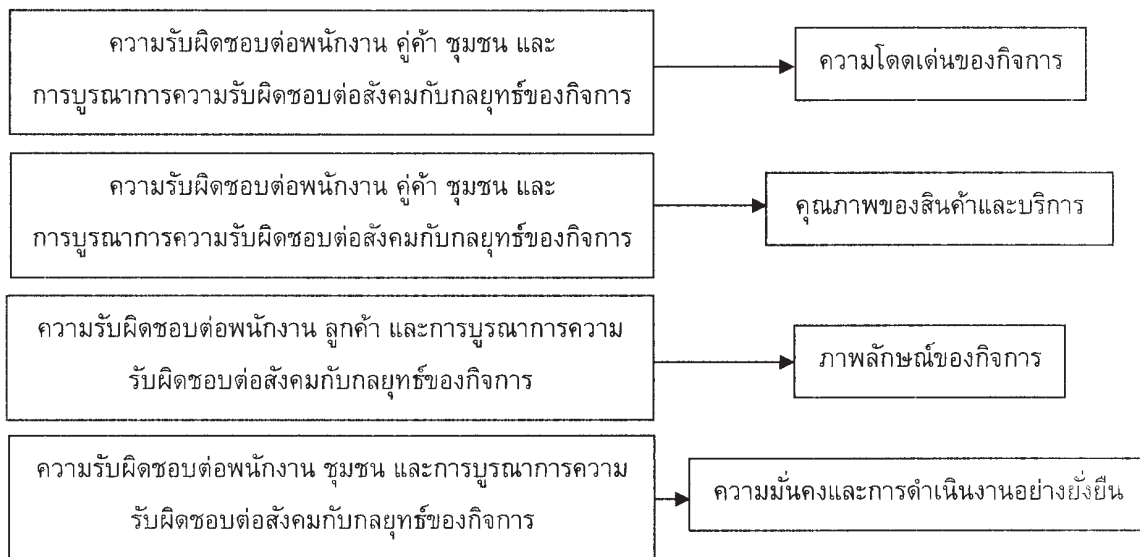 ความรับผิดชอบต่อพนักงาน คู่ค้า ชุมชน และ
การบูรณาการความรับผิดชอบต่อสังคมกับกลยุทธ์ของกิจการ
ความโดดเด่นของกิจการ
ความรับผิดชอบต่อพนักงาน คู่ค้า ชุมชน และ
การบูรณาการความรับผิดชอบต่อสังคมกับกลยุทธ์ของกิจการ
คุณภาพของสินค้าและบริการ
ความรับผิดชอบต่อพนักงาน ลูกค้า และการบูรณาการความ
รับผิดชอบต่อสังคมกับกลยุทธ์ของกิจการ
ภาพลักษณ์ของกิจการ
ความรับผิดชอบต่อพนักงาน ชุมชน และการบูรณาการความ
รับผิดชอบต่อสังคมกับกลยุทธ์ของกิจการ
ความมั่นคงและการดำเนินงานอย่างยั่งยืน